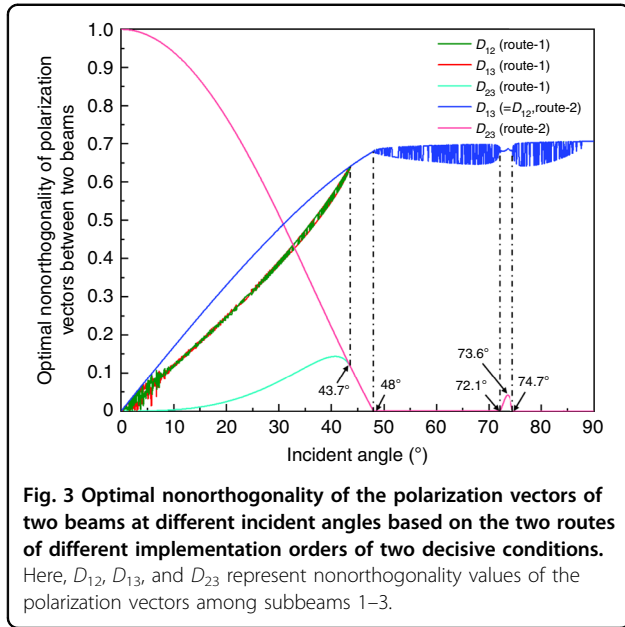 1.0
0.9
0.8
0.7
0.6
0.5
0.4
0.3
0.2
0.1
0
Optimal nonorthogonality of polarization
vectors between two beams
D12 (route-1)
D13 (route-1)
D23 (route-1)
D13 (=D12,route-2)
D23 (route-2)
43.7°
48°
73.6°
72.1°
74.7°
0 10 20 30 40 50 60 70 80 90
Incident angle (°)
Fig. 3 Optimal nonorthogonality of the polarization vectors of
two beams at different incident angles based on the two routes
of different implementation orders of two decisive conditions.
Here, D12, D13, and D23 represent nonorthogonality values of the
polarization vectors among subbeams 1–3.